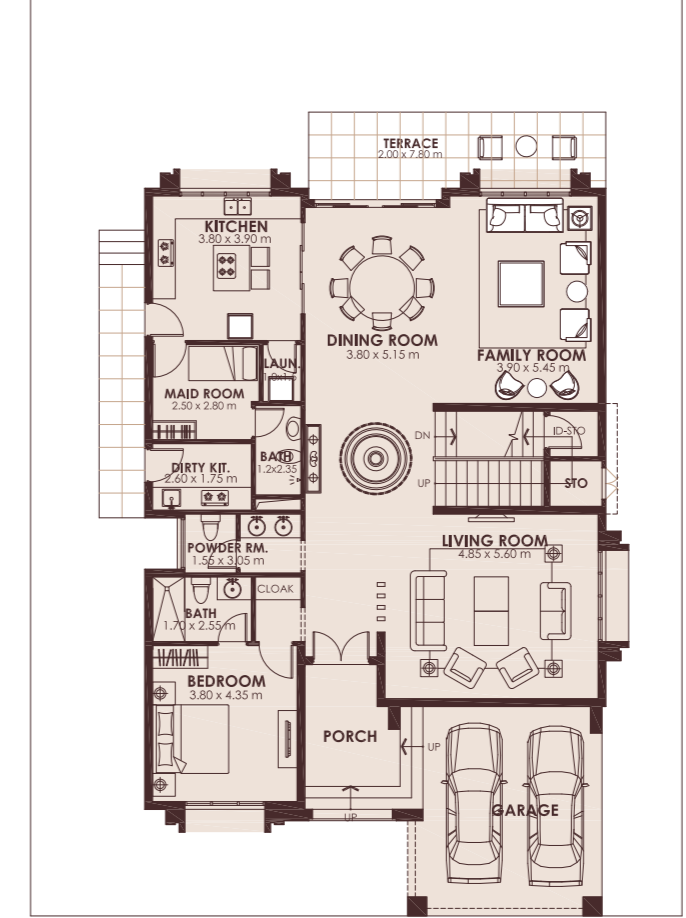 TERRACE
2.00 x 7.80 m
KITCHEN
3.80 x 3.90 m
DINING ROOM
3.80 x 5.15 m
FAMILY ROOM
3.90 x 5.45 m
LAUN.
MAID ROOM
2.50 x 2.80 m
DN
ID-STO
BATH
1.2x2.35
DIRTY KIT.
2.60 x 1.75 m
UP
STO
LIVING ROOM
4.85 x 5.60 m
POWDER RM.
1.55 x 3.05 m
CLOAK
BATH
1.70 x 2.55 m
BEDROOM
3.80 x 4.35 m
PORCH
UP
GARAGE
UP